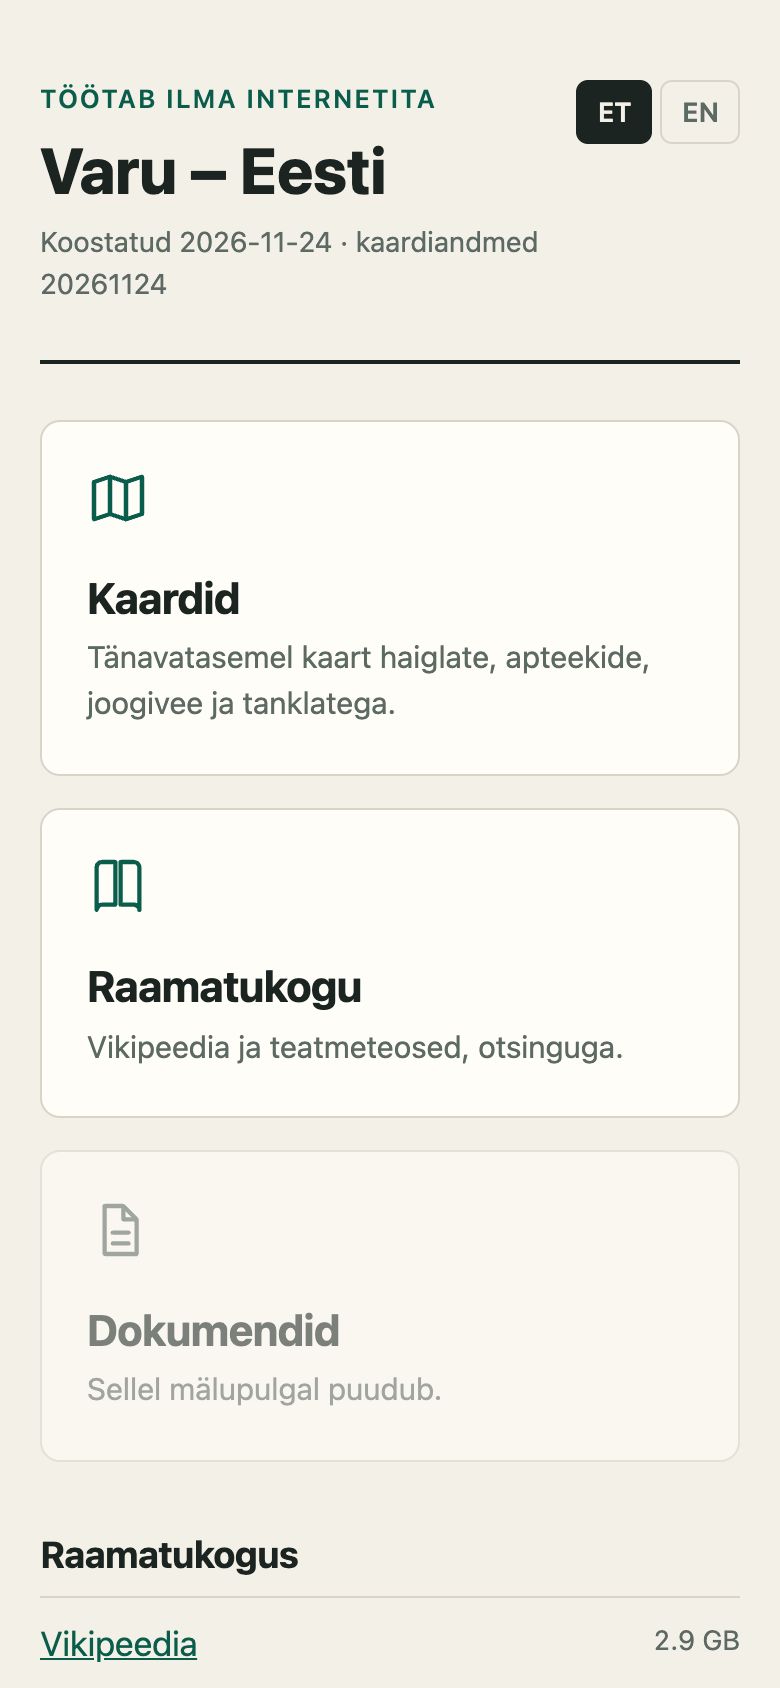 TÖÖTAB ILMA INTERNETITA
ET
EN
Varu – Eesti
Koostatud 2026-11-24 · kaardiandmed
20261124
Kaardid
Tänavatasemel kaart haiglate, apteekide,
joogivee ja tanklatega.
Raamatukogu
Vikipeedia ja teatmeteosed, otsinguga.
Dokumendid
Sellel mälupulgal puudub.
Raamatukogus
Vikipeedia
2.9 GB